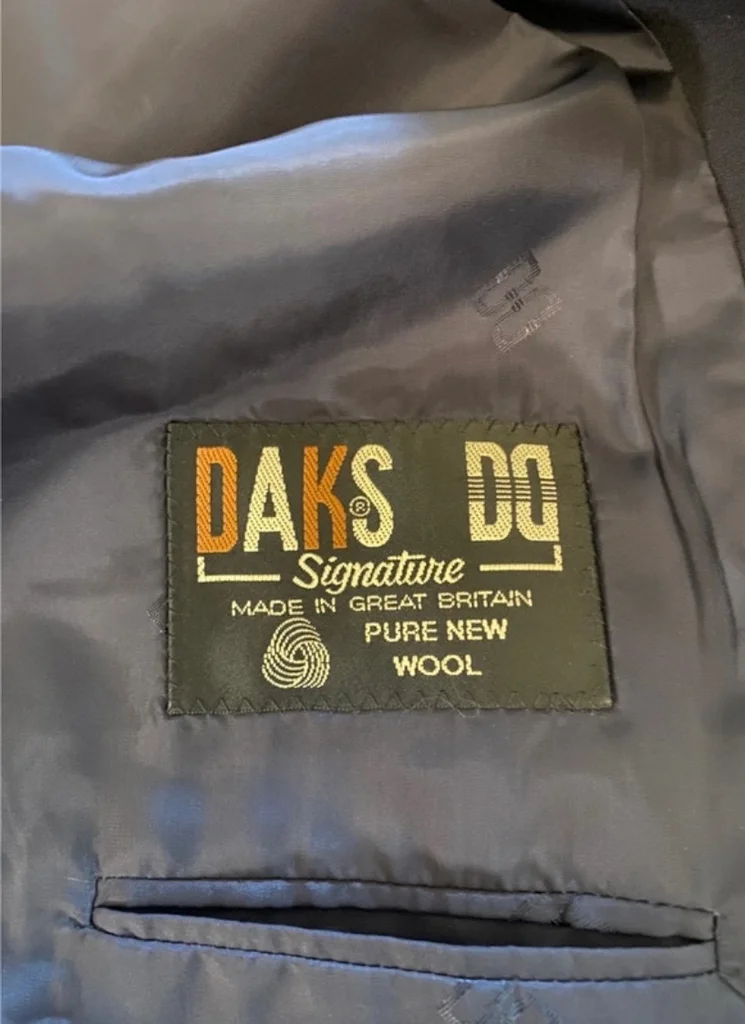 DAKS® DD
Signature
MADE IN GREAT BRITAIN
PURE NEW
WOOL